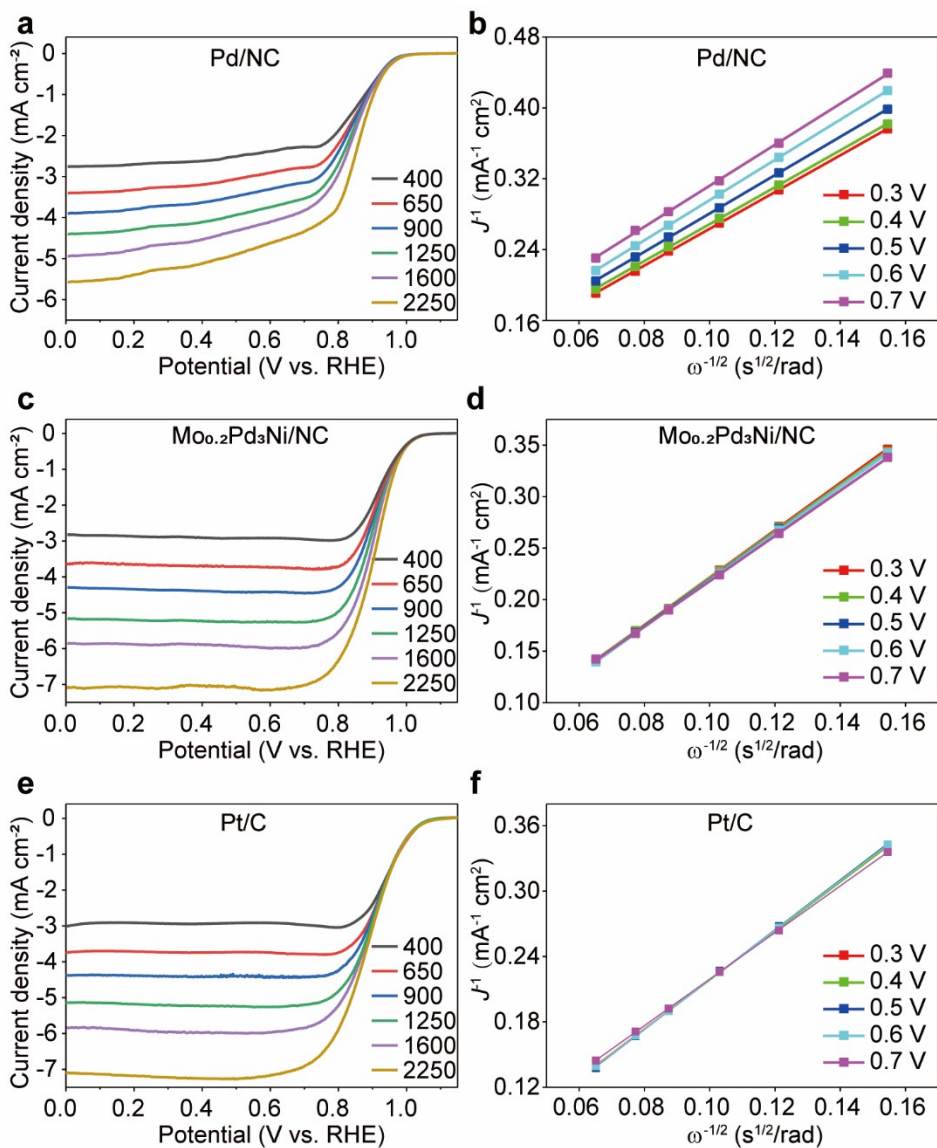 a
Pd/NC
Current density (mA cm⁻²)
0
-1
-2
-3
-4
-5
-6
400
650
900
1250
1600
2250
0.0 0.2 0.4 0.6 0.8 1.0
Potential (V vs. RHE)
b
Pd/NC
J⁻¹ (mA⁻¹ cm²)
0.48
0.40
0.32
0.24
0.16
0.3 V
0.4 V
0.5 V
0.6 V
0.7 V
0.06 0.08 0.10 0.12 0.14 0.16
ω⁻¹/² (s¹/²/rad)
c
Mo₀.₂Pd₃Ni/NC
Current density (mA cm⁻²)
0
-1
-2
-3
-4
-5
-6
-7
400
650
900
1250
1600
2250
0.0 0.2 0.4 0.6 0.8 1.0
Potential (V vs. RHE)
d
Mo₀.₂Pd₃Ni/NC
J⁻¹ (mA⁻¹ cm²)
0.35
0.30
0.25
0.20
0.15
0.10
0.3 V
0.4 V
0.5 V
0.6 V
0.7 V
0.06 0.08 0.10 0.12 0.14 0.16
ω⁻¹/² (s¹/²/rad)
e
Pt/C
Current density (mA cm⁻²)
0
-1
-2
-3
-4
-5
-6
-7
400
650
900
1250
1600
2250
0.0 0.2 0.4 0.6 0.8 1.0
Potential (V vs. RHE)
f
Pt/C
J⁻¹ (mA⁻¹ cm²)
0.36
0.30
0.24
0.18
0.12
0.3 V
0.4 V
0.5 V
0.6 V
0.7 V
0.06 0.08 0.10 0.12 0.14 0.16
ω⁻¹/² (s¹/²/rad)